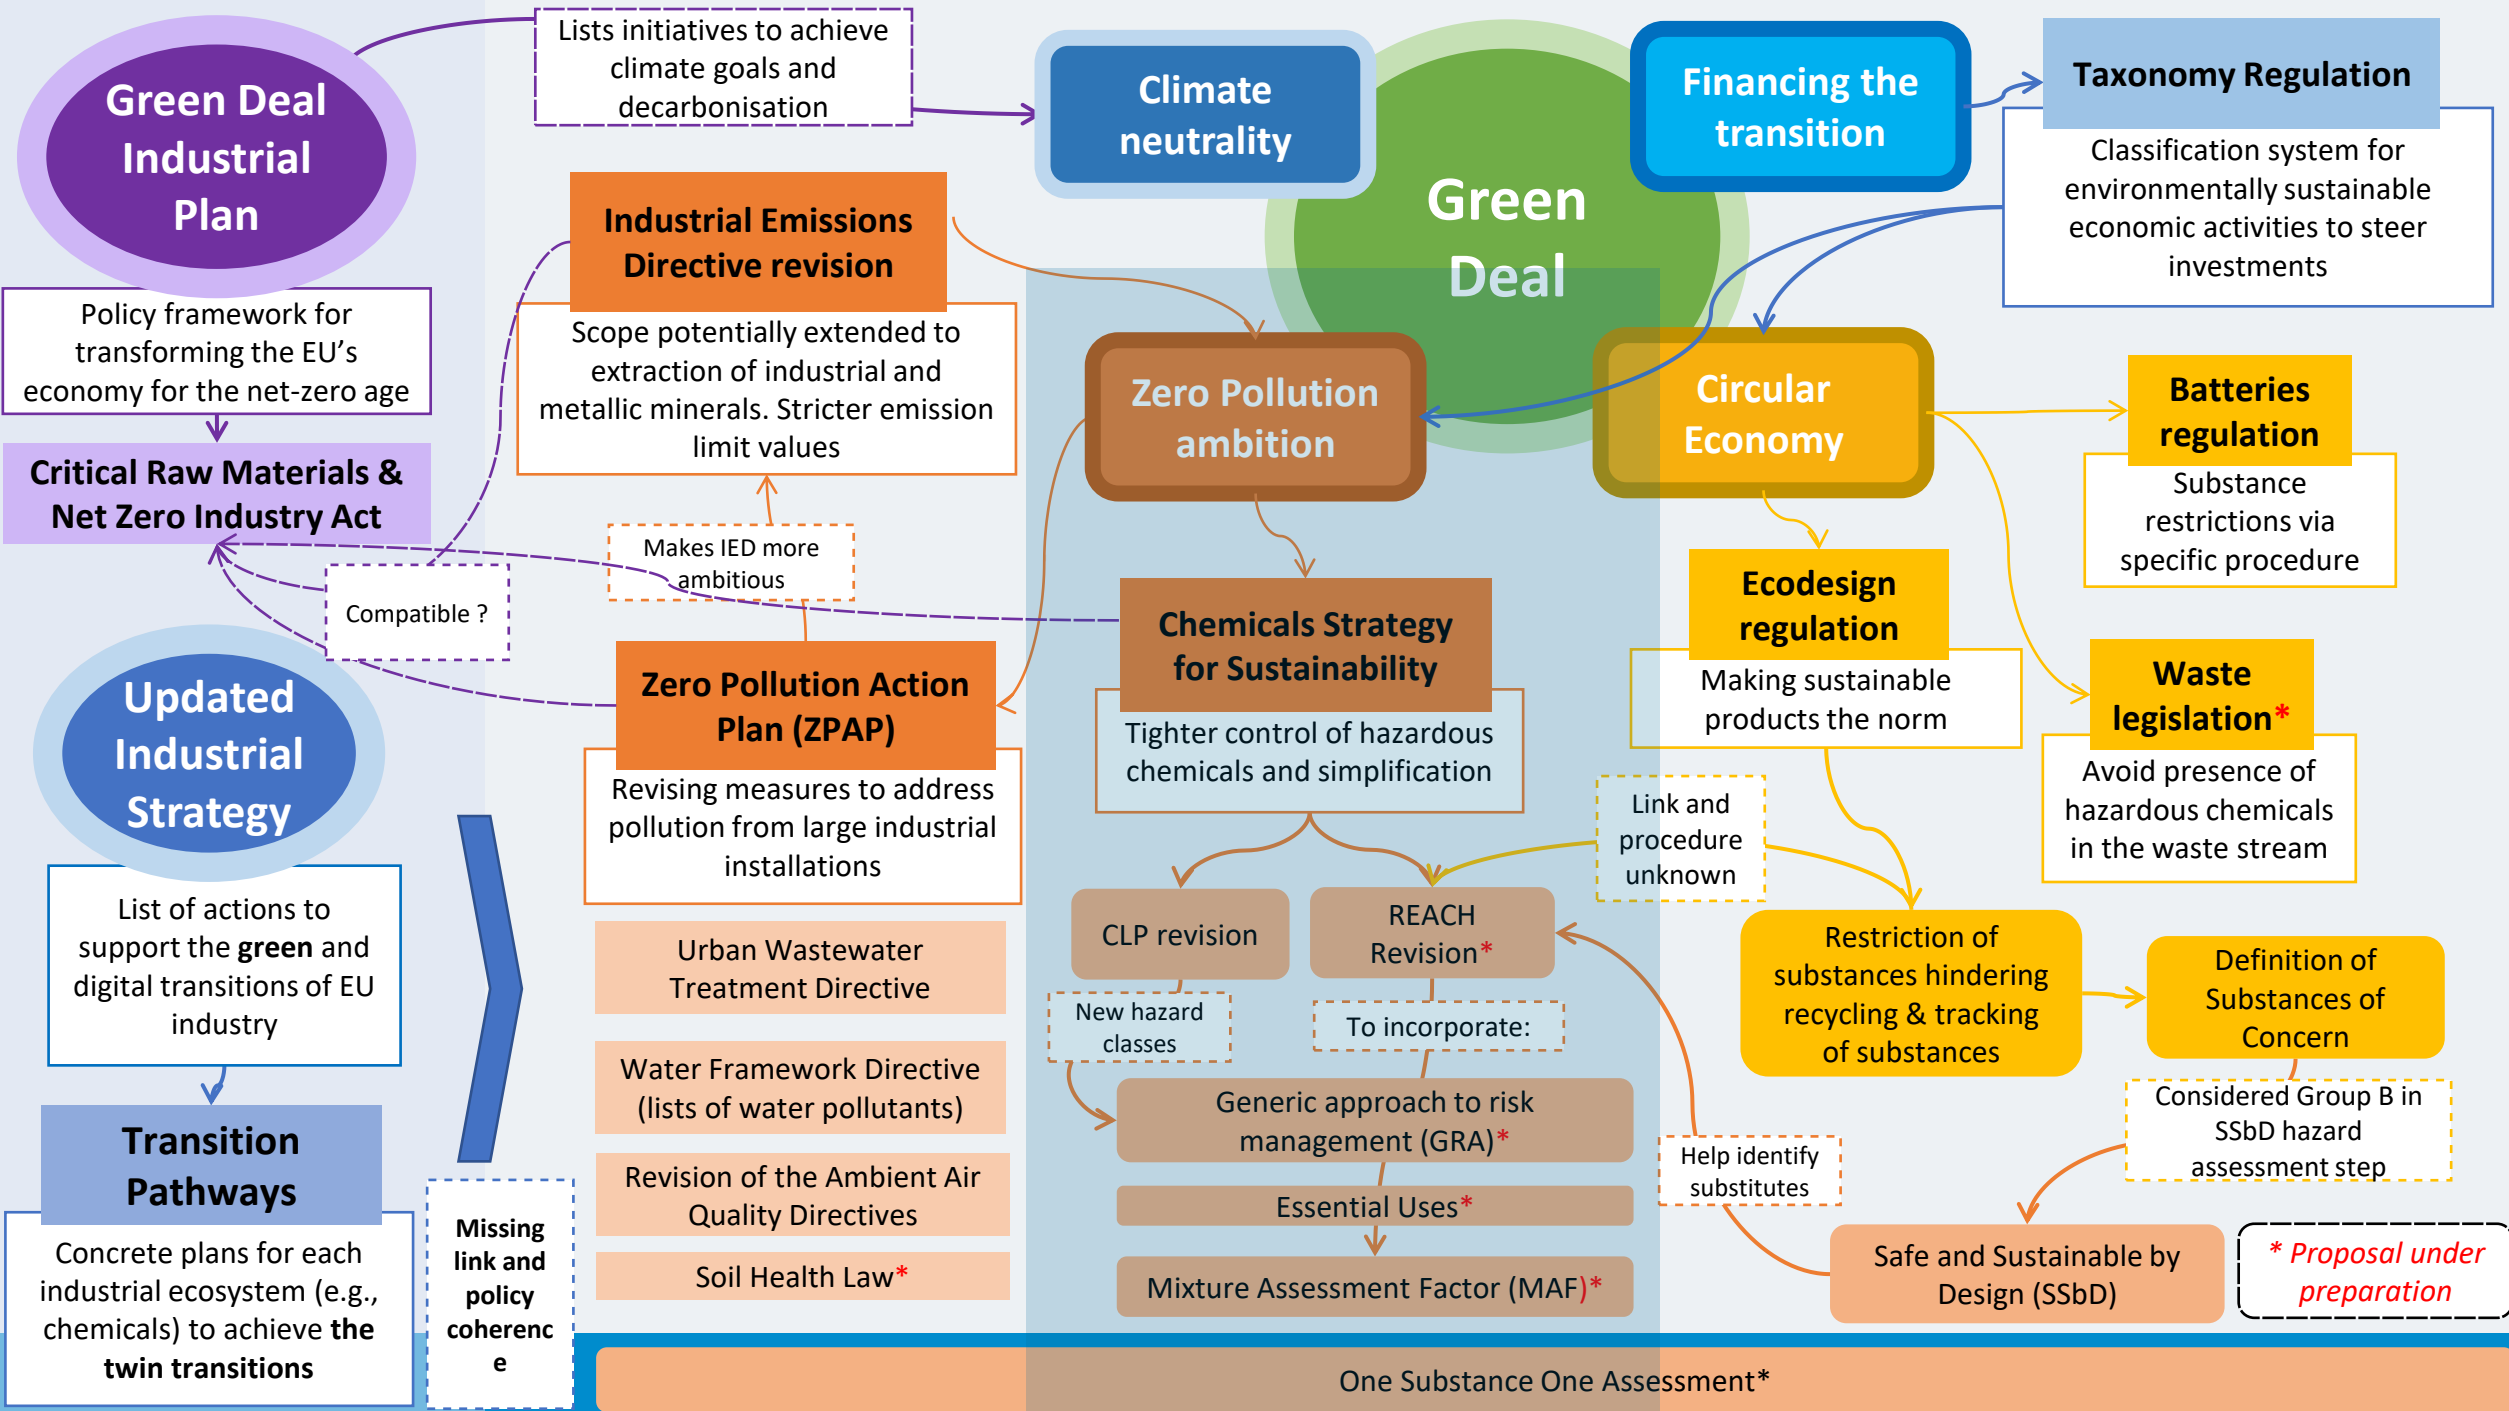 Green Deal
Industrial
Plan
Policy framework for
transforming the EU’s
economy for the net-zero age
Critical Raw Materials &
Net Zero Industry Act
Updated
Industrial
Strategy
List of actions to
support the green and
digital transitions of EU
industry
Transition
Pathways
Concrete plans for each
industrial ecosystem (e.g.,
chemicals) to achieve the
twin transitions
Lists initiatives to achieve
climate goals and
decarbonisation
Compatible ?
Missing
link and
policy
coherenc
e
Industrial Emissions
Directive revision
Scope potentially extended to
extraction of industrial and
metallic minerals. Stricter emission
limit values
Makes IED more
ambitious
Zero Pollution Action
Plan (ZPAP)
Revising measures to address
pollution from large industrial
installations
Urban Wastewater
Treatment Directive
Water Framework Directive
(lists of water pollutants)
Revision of the Ambient Air
Quality Directives
Soil Health Law*
Climate
neutrality
Green
Deal
Financing the
transition
Taxonomy Regulation
Classification system for
environmentally sustainable
economic activities to steer
investments
Zero Pollution
ambition
Circular
Economy
Chemicals Strategy
for Sustainability
Tighter control of hazardous
chemicals and simplification
CLP revision
REACH
Revision*
New hazard
classes
To incorporate:
Generic approach to risk
management (GRA)*
Essential Uses*
Mixture Assessment Factor (MAF)*
Batteries
regulation
Substance
restrictions via
specific procedure
Ecodesign
regulation
Making sustainable
products the norm
Waste
legislation*
Avoid presence of
hazardous chemicals
in the waste stream
Link and
procedure
unknown
Restriction of
substances hindering
recycling & tracking
of substances
Definition of
Substances of
Concern
Considered Group B in
SSbD hazard
assessment step
Help identify
substitutes
Safe and Sustainable by
Design (SSbD)
* Proposal under
preparation
One Substance One Assessment*